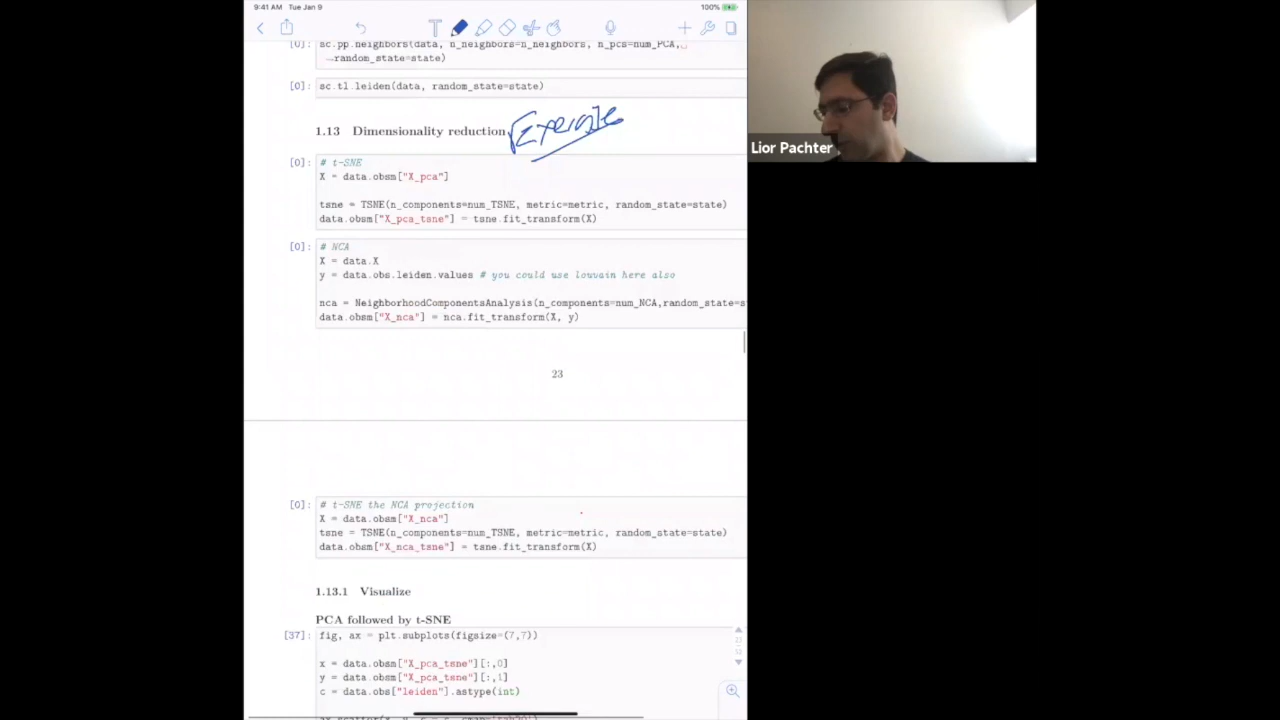 9:41 AM Tue Jan 9
100%
[0]: sc.pp.neighbors(data, n_neighbors=n_neighbors, n_pcs=num_PCA,
→random_state=state)
[0]: sc.tl.leiden(data, random_state=state)
1.13 Dimensionality reduction Exercise
[0]: # t-SNE
X = data.obsm["X_pca"]
tsne = TSNE(n_components=num_TSNE, metric=metric, random_state=state)
data.obsm["X_pca_tsne"] = tsne.fit_transform(X)
[0]: # NCA
X = data.X
y = data.obs.leiden.values # you could use louvain here also
nca = NeighborhoodComponentsAnalysis(n_components=num_NCA,random_state=s
data.obsm["X_nca"] = nca.fit_transform(X, y)
23
[0]: # t-SNE the NCA projection
X = data.obsm["X_nca"]
tsne = TSNE(n_components=num_TSNE, metric=metric, random_state=state)
data.obsm["X_nca_tsne"] = tsne.fit_transform(X)
1.13.1 Visualize
PCA followed by t-SNE
[37]: fig, ax = plt.subplots(figsize=(7,7))
x = data.obsm["X_pca_tsne"][:,0]
y = data.obsm["X_pca_tsne"][:,1]
c = data.obs["leiden"].astype(int)
Lior Pachter